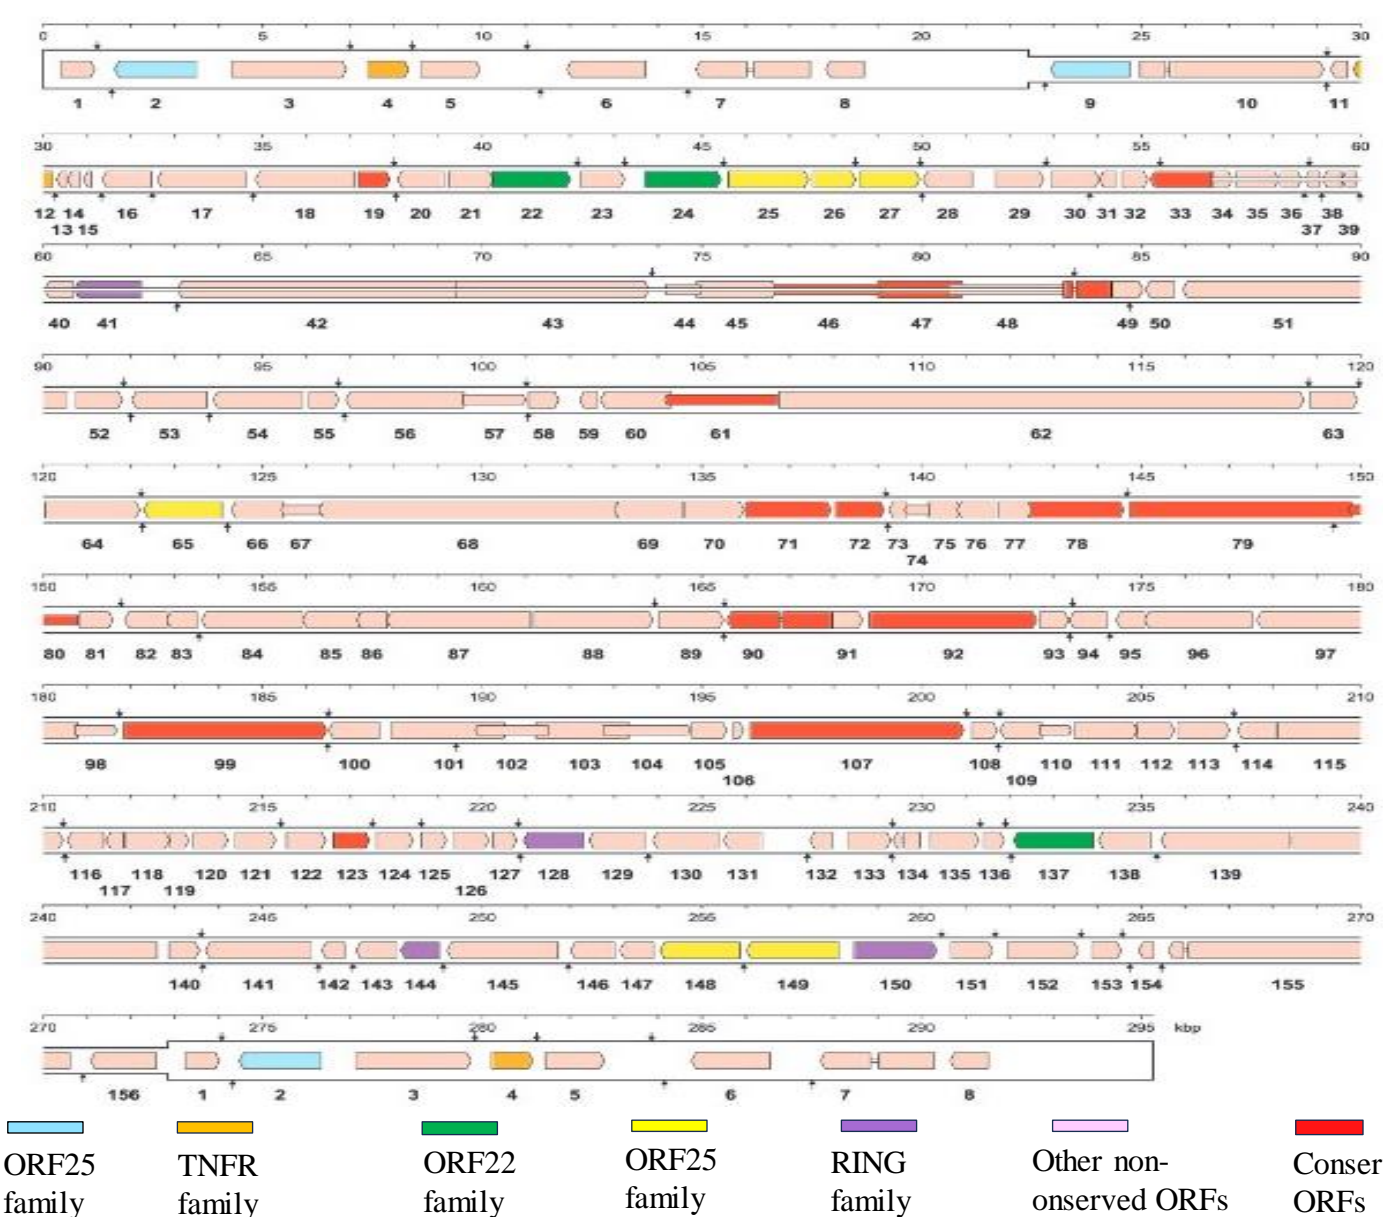 0 5 10 15 20 25 30
1 2 3 4 5 6 7 8 9 10 11
30 35 40 45 50 55 60
12 14 16 17 18 19 20 21 22 23 24 25 26 27 28 29 30 31 32 33 34 35 36 38
13 15 37 39
60 65 70 75 80 85 90
40 41 42 43 44 45 46 47 48 49 50 51
90 95 100 105 110 115 120
52 53 54 55 56 57 58 59 60 61 62 63
120 125 130 135 140 145 150
64 65 66 67 68 69 70 71 72 73 75 76 77 78 79
74
150 155 160 165 170 175 180
80 81 82 83 84 85 86 87 88 89 90 91 92 93 94 95 96 97
180 185 190 195 200 205 210
98 99 100 101 102 103 104 105 107 108 110 111 112 113 114 115
106 109
210 215 220 225 230 235 240
116 118 120 121 122 123 124 125 127 128 129 130 131 132 133 134 135 136 137 138 139
117 119 126
240 245 250 255 260 265 270
140 141 142 143 144 145 146 147 148 149 150 151 152 153 154 155
270 275 280 285 290 295 kbp
156 1 2 3 4 5 6 7 8
ORF25 TNFR ORF22 ORF25 RING Other non- Conser
family family family family family onserved ORFs ORFs